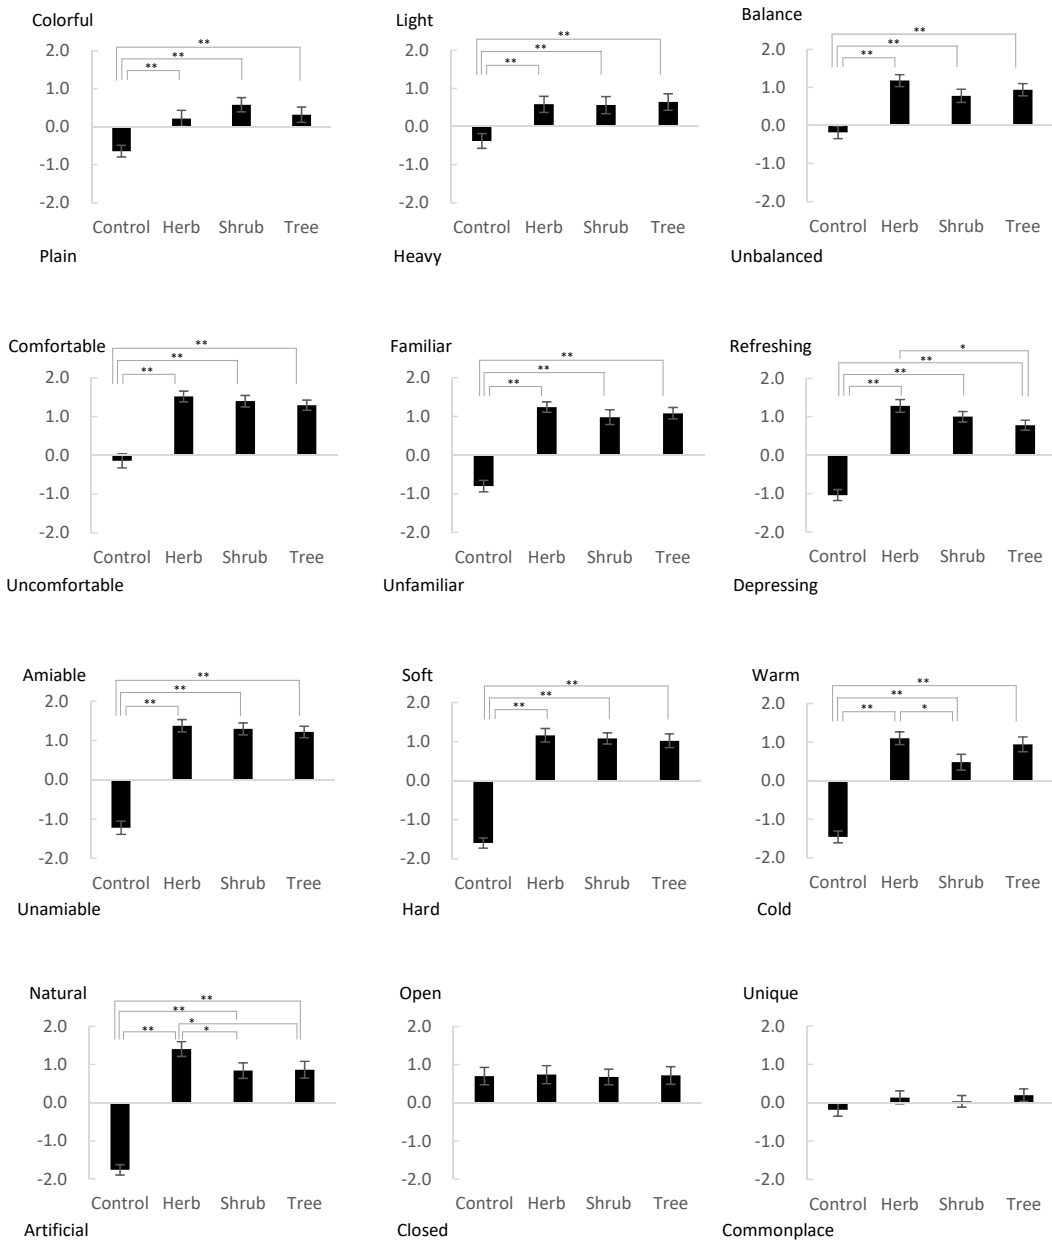 Colorful
**
**
**
2.0
1.0
0.0
-1.0
-2.0
Control Herb Shrub Tree
Plain
Light
**
**
**
2.0
1.0
0.0
-1.0
-2.0
Control Herb Shrub Tree
Heavy
Balance
**
**
**
2.0
1.0
0.0
-1.0
-2.0
Control Herb Shrub Tree
Unbalanced
Comfortable
**
**
**
2.0
1.0
0.0
-1.0
-2.0
Control Herb Shrub Tree
Uncomfortable
Familiar
**
**
**
2.0
1.0
0.0
-1.0
-2.0
Control Herb Shrub Tree
Unfamiliar
Refreshing
*
**
**
**
2.0
1.0
0.0
-1.0
-2.0
Control Herb Shrub Tree
Depressing
Amiable
**
**
**
2.0
1.0
0.0
-1.0
-2.0
Control Herb Shrub Tree
Unamiable
Soft
**
**
**
2.0
1.0
0.0
-1.0
-2.0
Control Herb Shrub Tree
Hard
Warm
**
**
** *
2.0
1.0
0.0
-1.0
-2.0
Control Herb Shrub Tree
Cold
Natural
**
**
*
** *
2.0
1.0
0.0
-1.0
-2.0
Control Herb Shrub Tree
Artificial
Open
2.0
1.0
0.0
-1.0
-2.0
Control Herb Shrub Tree
Closed
Unique
2.0
1.0
0.0
-1.0
-2.0
Control Herb Shrub Tree
Commonplace